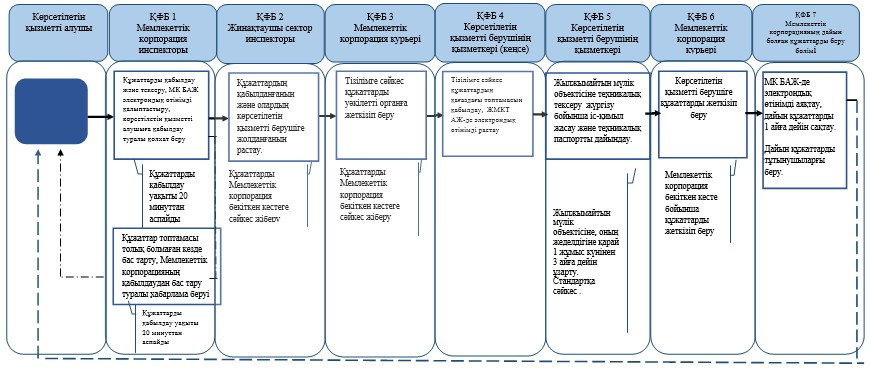 Көрсетілетін
қызметті алушы
ҚФБ 1
Мемлекеттік
корпорация
инспекторы
ҚФБ 2
Жинақтаушы сектор
инспекторы
ҚФБ 3
Мемлекеттік
корпорация курьері
ҚФБ 4
Көрсетілетін
қызметті берушінің
қызметкері (кеңсе)
ҚФБ 5
Көрсетілетін
қызметті берушінің
қызметкері
ҚФБ 6
Мемлекеттік
корпорация
курьері
ҚФБ 7
Мемлекеттік
корпорацияның дайын
болған құжаттарды беру
бөлімі
Құжаттарды қабылдау
және тексеру, МК БАЖ
электрондық өтінімді
қалыптастыру,
көрсетілетін қызметті
алушыға қабылдау
туралы қолхат беру
Құжаттарды
қабылдау
уақыты 20
минуттан
аспайды
Құжаттар топтамасы
толық болмаған кезде
бас тарту, Мемлекеттік
корпорацияның
қабылдаудан бас тару
туралы хабарлама беруі
Құжаттарды
қабылдау уақыты
20 минуттан
аспайды
Құжаттардың
қабылданғанын
және олардың
көрсетілетін
қызметті берушіге
жолданғанын
растау.
Құжаттарды
Мемлекеттік
корпорация
бекіткен кестеге
сәйкес жіберу
Тізілімге сәйкес
құжаттарды
уәкілетті органға
жеткізіп беру
Құжаттарды
Мемлекеттік
корпорация
бекіткен кестеге
сәйкес жіберу
Тізілімге сәйкес
құжаттардың
қағаздағы топтамасын
қабылдау, ЖМКТ
АЖ-де электрондық
өтінімді растау
Жылжымайтын мүлік
объектісіне техникалық
тексеру жүргізу
бойынша іс-қимыл
жасау және техникалық
паспортты дайындау.
Жылжымайтын
мүлік
объектісіне, оның
жеделдігіне қарай
1 жұмыс күнінен
3 айға дейін
ұзарту.
Стандартқа
сәйкес .
Көрсетілетін
қызметті берушіге
құжаттарды жеткізіп
беру
Мемлекеттік
корпорация
бекіткен кесте
бойынша
құжаттарды
жеткізіп беру
МК БАЖ-де
электрондық
өтінімді аяқтау,
дайын құжаттарды
1 айға дейін сақтау.
Дайын құжаттарды
тұтынушыларғы
беру.